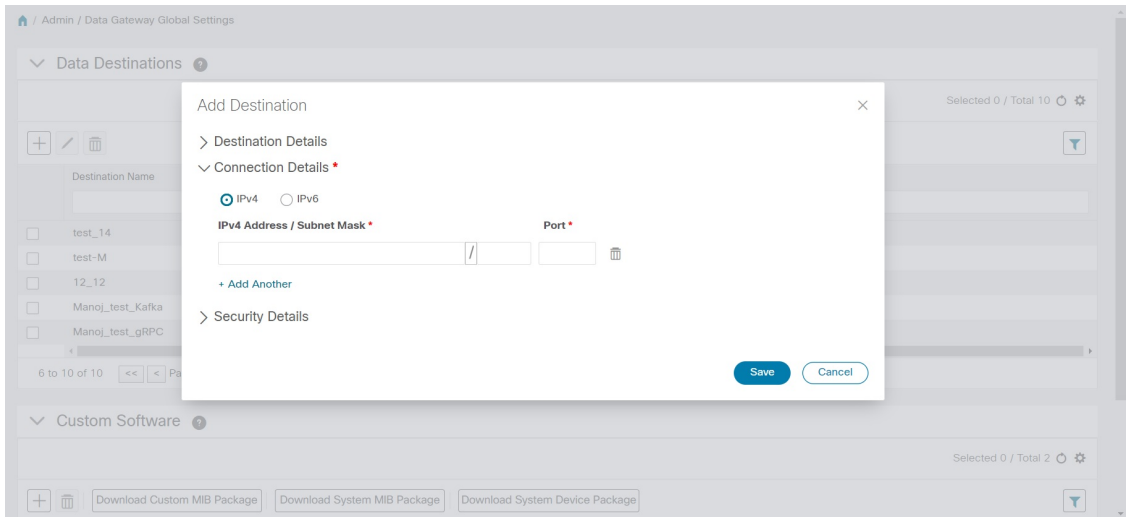 / Admin / Data Gateway Global Settings
Data Destinations ?
Add Destination
Selected 0 / Total 10
Destination Details
Connection Details *
Destination Name
IPv4 IPv6
IPv4 Address / Subnet Mask * Port *
test_14
/
test-M
12_12
+ Add Another
Manoj_test_Kafka
Security Details
Manoj_test_gRPC
6 to 10 of 10 << < Pa
Save Cancel
Custom Software ?
Selected 0 / Total 2
Download Custom MIB Package Download System MIB Package Download System Device Package